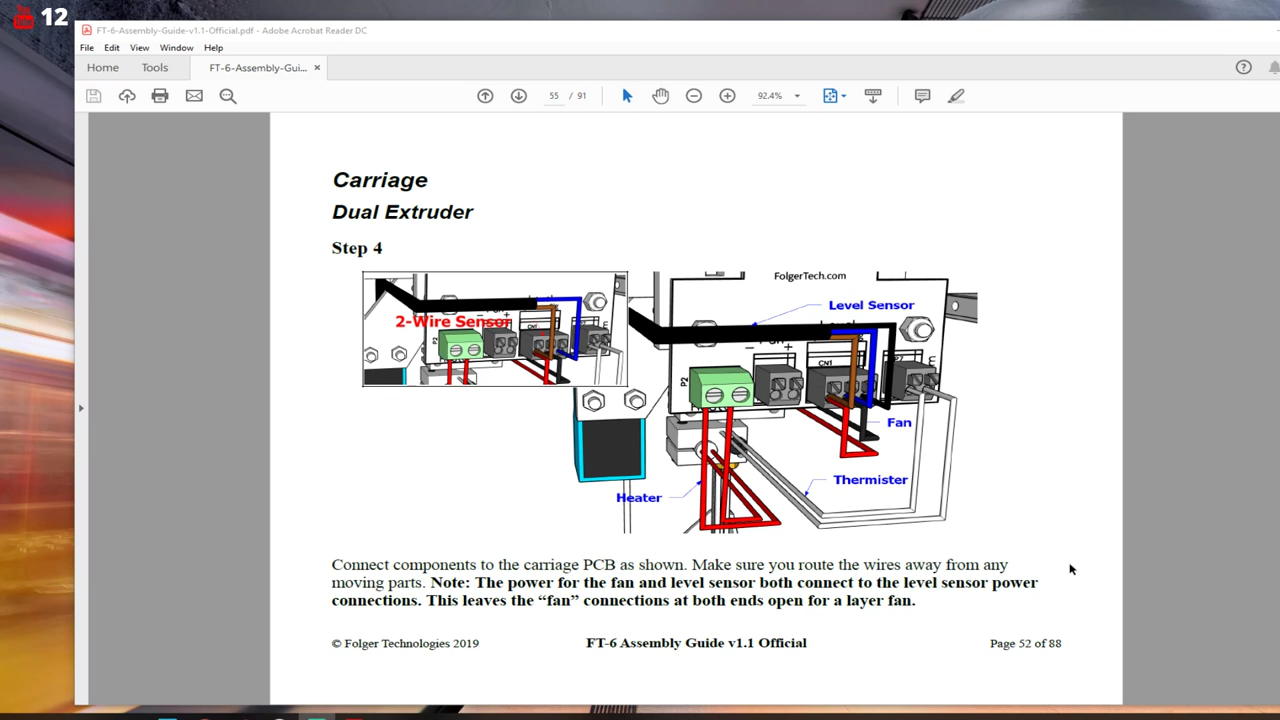 12
FT-6-Assembly-Guide-v1.1-Official.pdf - Adobe Acrobat Reader DC
File Edit View Window Help
Home Tools FT-6-Assembly-Gui... ×
55 / 91 92.4%
Carriage
Dual Extruder
Step 4
FolgerTech.com
Level Sensor
2-Wire Sensor
CN1
P2
CN1
P2
Fan
Thermister
Heater
Connect components to the carriage PCB as shown. Make sure you route the wires away from any
moving parts. Note: The power for the fan and level sensor both connect to the level sensor power
connections. This leaves the “fan” connections at both ends open for a layer fan.
© Folger Technologies 2019 FT-6 Assembly Guide v1.1 Official Page 52 of 88